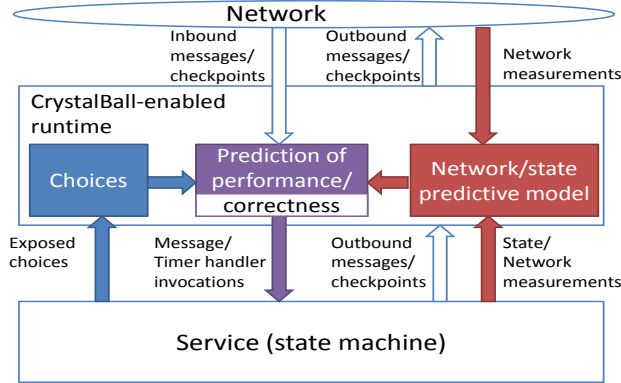 Network
Inbound
messages/
checkpoints
Outbound
messages/
checkpoints
Network
measurements
CrystalBall-enabled
runtime
Choices
Prediction of
performance/
correctness
Network/state
predictive model
Exposed
choices
Message/
Timer handler
invocations
Outbound
messages/
checkpoints
State/
Network
measurements
Service (state machine)